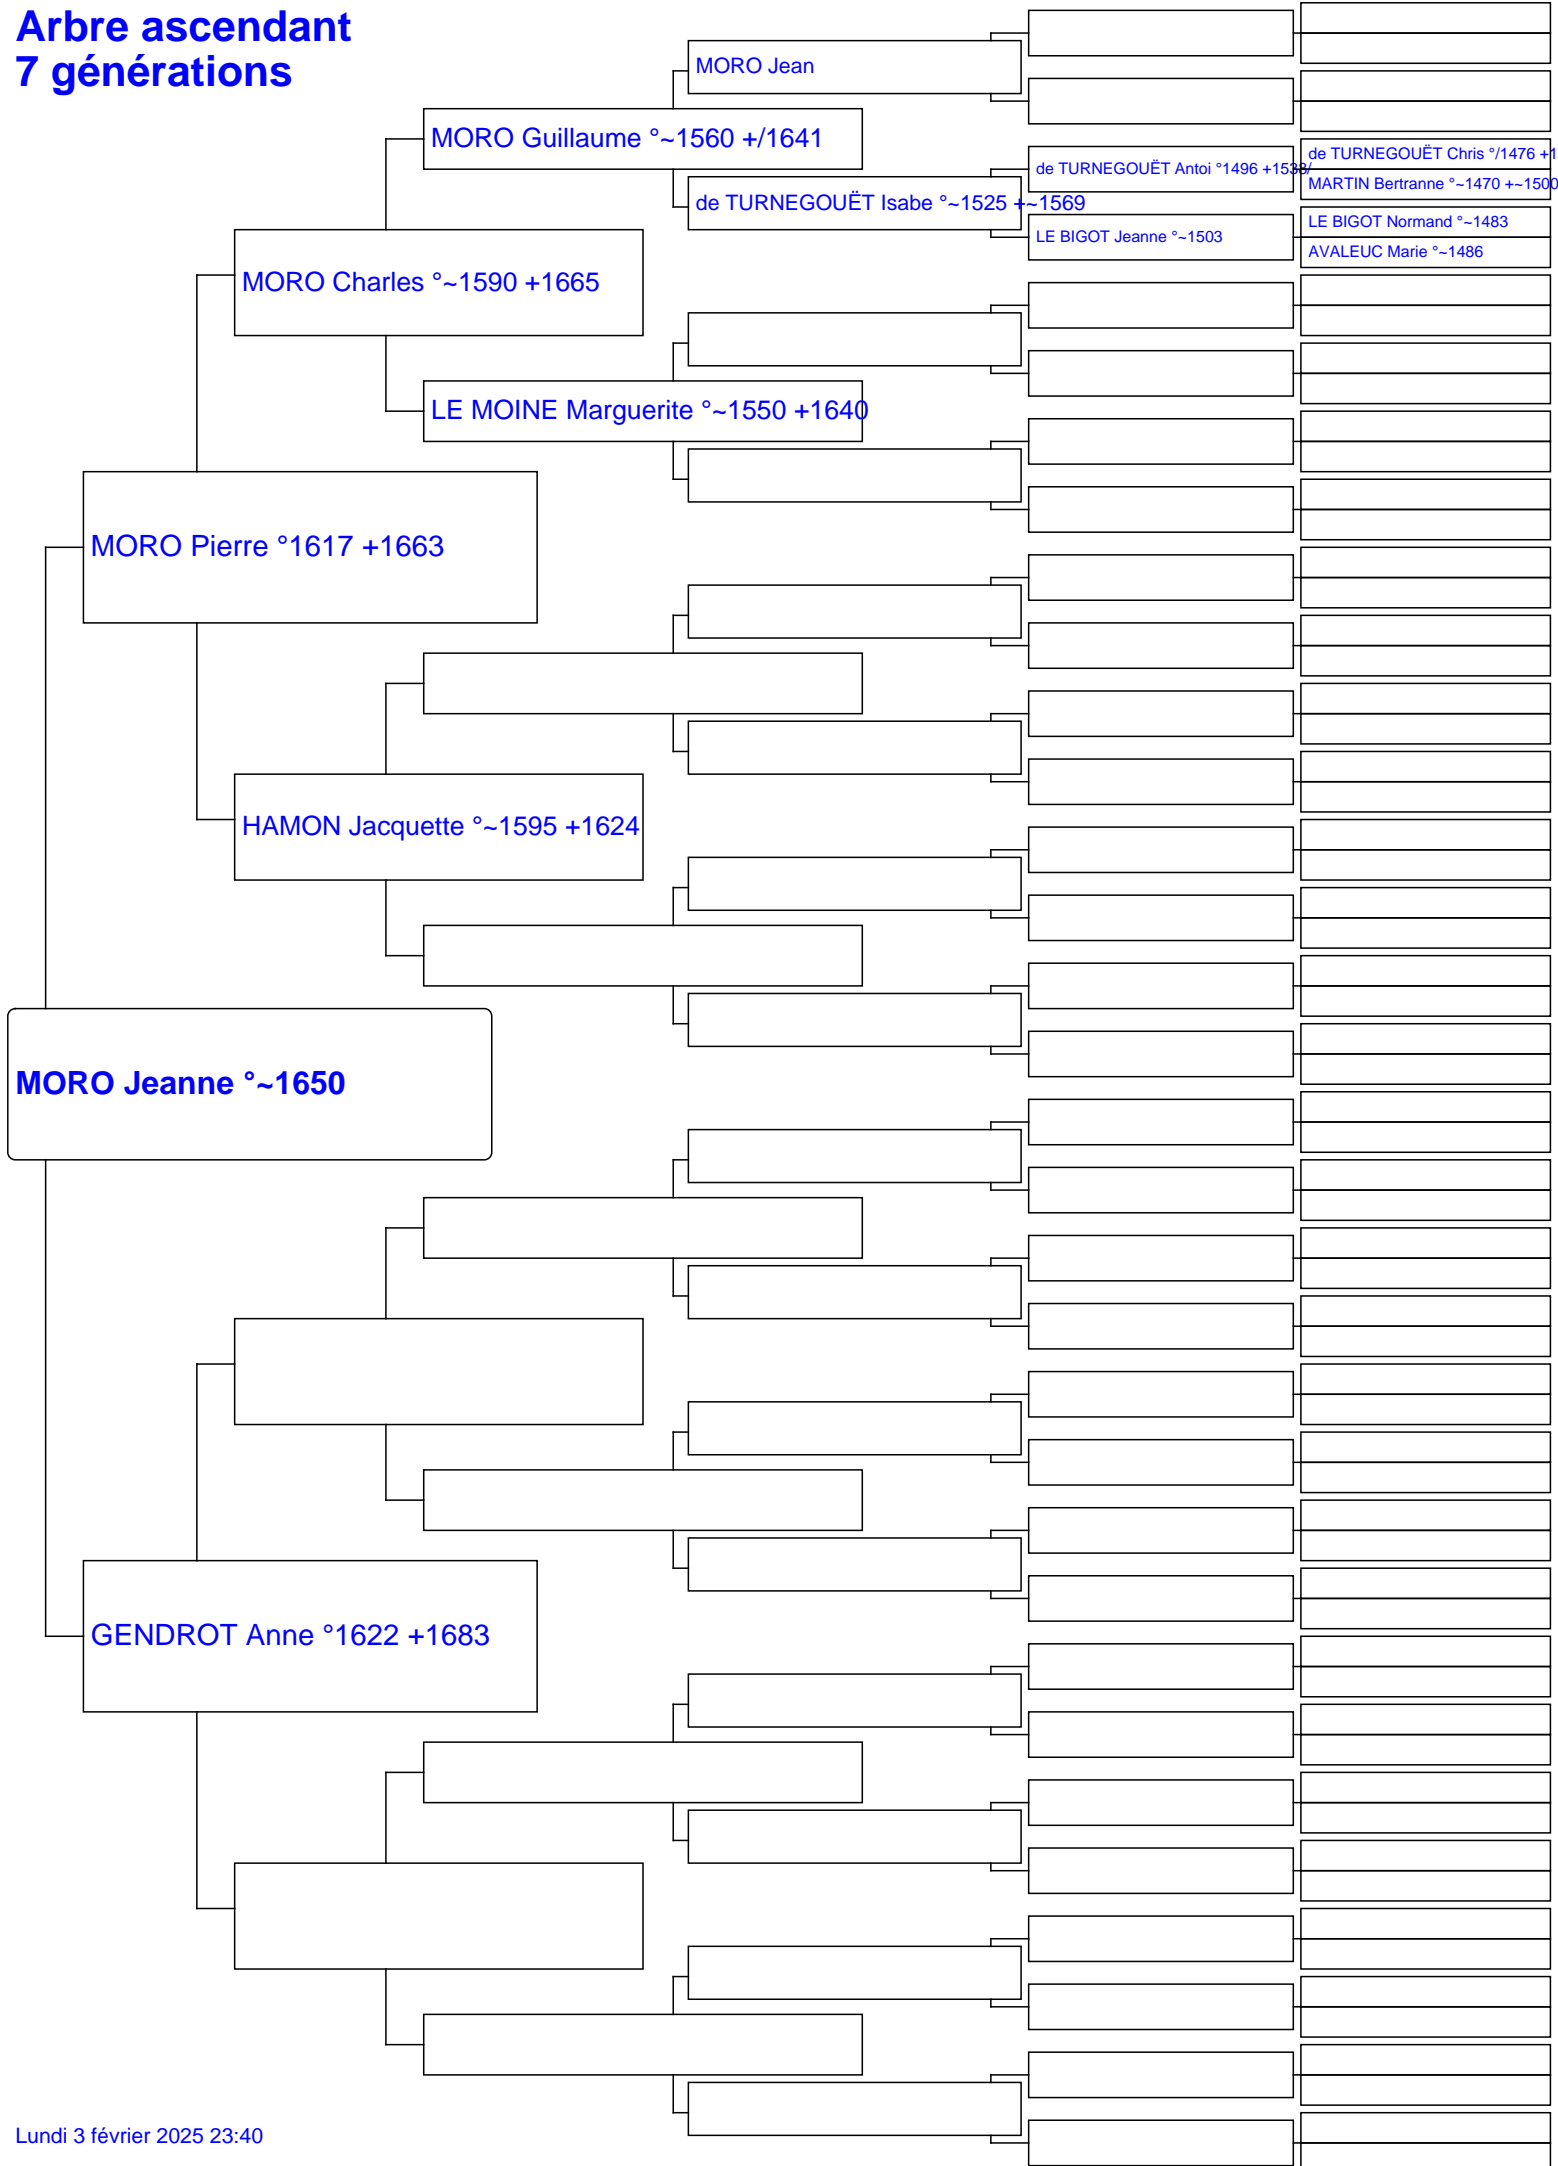 Arbre ascendant
7 générations
MORO Jean
MORO Guillaume °~1560 +/1641
de TURNEGOUËT Antoi °1496 +1538/
de TURNEGOUËT Chris °/1476 +1
MARTIN Bertranne °~1470 +~1500
de TURNEGOUËT Isabe °~1525 +~1569
LE BIGOT Jeanne °~1503
LE BIGOT Normand °~1483
AVALEUC Marie °~1486
MORO Charles °~1590 +1665
LE MOINE Marguerite °~1550 +1640
MORO Pierre °1617 +1663
HAMON Jacquette °~1595 +1624
MORO Jeanne °~1650
GENDROT Anne °1622 +1683
Lundi 3 février 2025 23:40